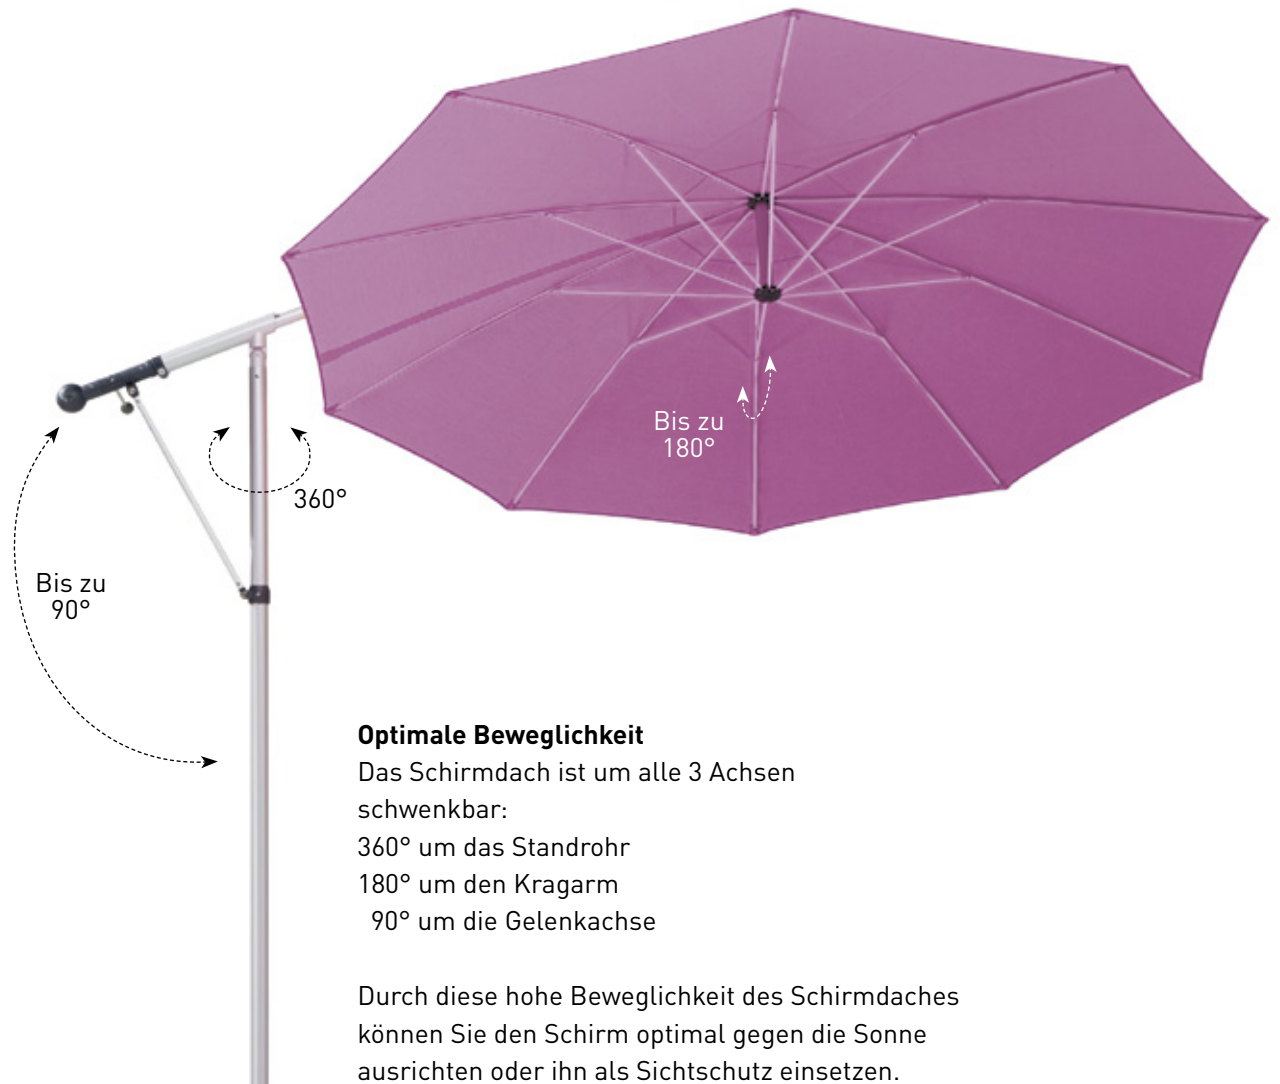 Bis zu
180°
360°
Bis zu
90°
Optimale Beweglichkeit
Das Schirmdach ist um alle 3 Achsen
schwenkbar:
360° um das Standrohr
180° um den Kragarm
90° um die Gelenkachse
Durch diese hohe Beweglichkeit des Schirmdaches
können Sie den Schirm optimal gegen die Sonne
ausrichten oder ihn als Sichtschutz einsetzen.